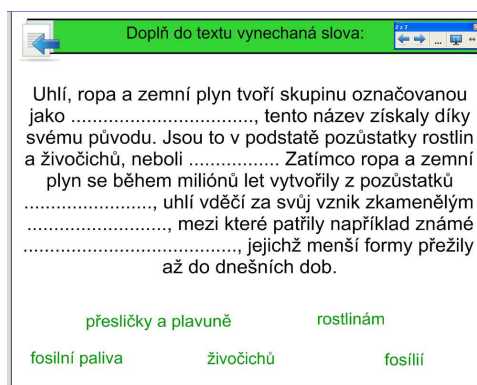 Doplň do textu vynechaná slova:
2 z 7
...
Uhlí, ropa a zemní plyn tvoří skupinu označovanou
jako ................................., tento název získaly díky
svému původu. Jsou to v podstatě pozůstatky rostlin
a živočichů, neboli ................. Zatímco ropa a zemní
plyn se během miliónů let vytvořily z pozůstatků
........................, uhlí vděčí za svůj vznik zkamenělým
.........................., mezi které patřily například známé
......................................., jejichž menší formy přežily
až do dnešních dob.
přesličky a plavuně rostlinám
fosilní paliva živočichů fosílií